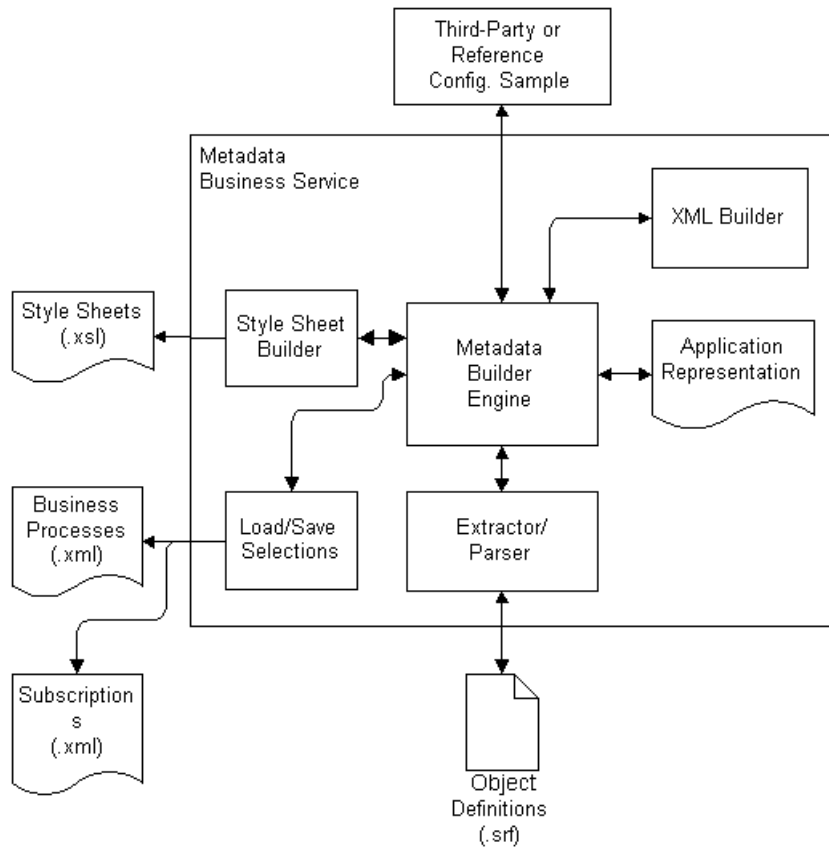 Third-Party or
Reference
Config. Sample
Metadata
Business Service
XML Builder
Style Sheets
(.xsl)
Style Sheet
Builder
Metadata
Builder
Engine
Application
Representation
Business
Processes
(.xml)
Load/Save
Selections
Extractor/
Parser
Subscription
s
(.xml)
Object
Definitions
(.srf)